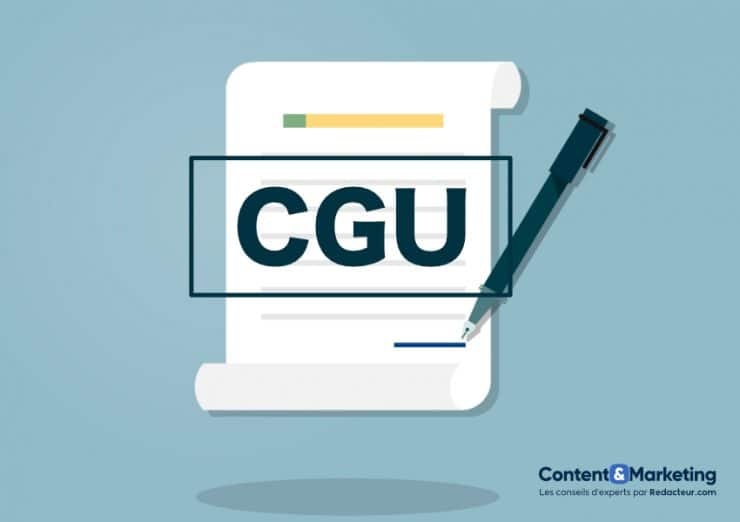 CGU
Content&Marketing
Les conseils d'experts par Redacteur.com